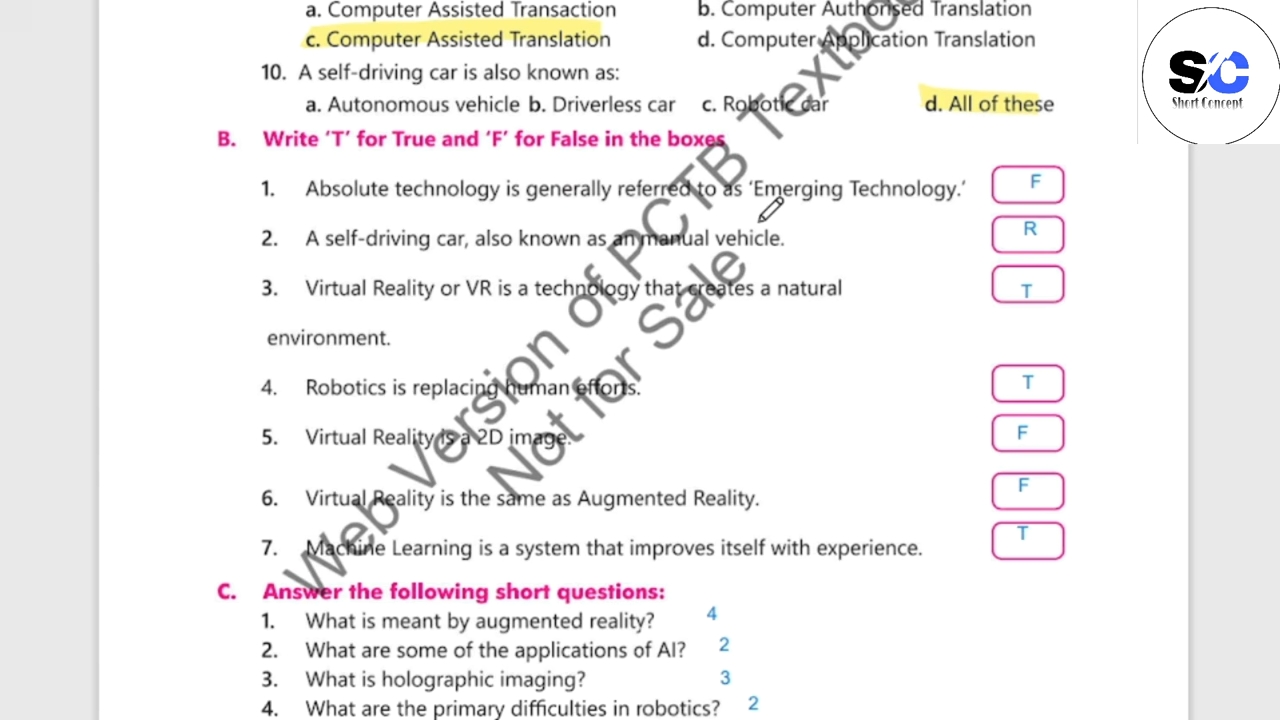 a. Computer Assisted Transaction b. Computer Authorised Translation
c. Computer Assisted Translation d. Computer Application Translation
S/C
Short Concept
10. A self-driving car is also known as:
a. Autonomous vehicle b. Driverless car c. Robotic car d. All of these
B. Write ‘T’ for True and ‘F’ for False in the boxes
1. Absolute technology is generally referred to as ‘Emerging Technology.’ F
2. A self-driving car, also known as an manual vehicle. R
3. Virtual Reality or VR is a technology that creates a natural T
environment.
4. Robotics is replacing human efforts. T
5. Virtual Reality is a 2D image. F
6. Virtual Reality is the same as Augmented Reality. F
7. Machine Learning is a system that improves itself with experience. T
C. Answer the following short questions:
1. What is meant by augmented reality? 4
2. What are some of the applications of AI? 2
3. What is holographic imaging? 3
4. What are the primary difficulties in robotics? 2
Web Version of PCTB Textbo
Not for Sale